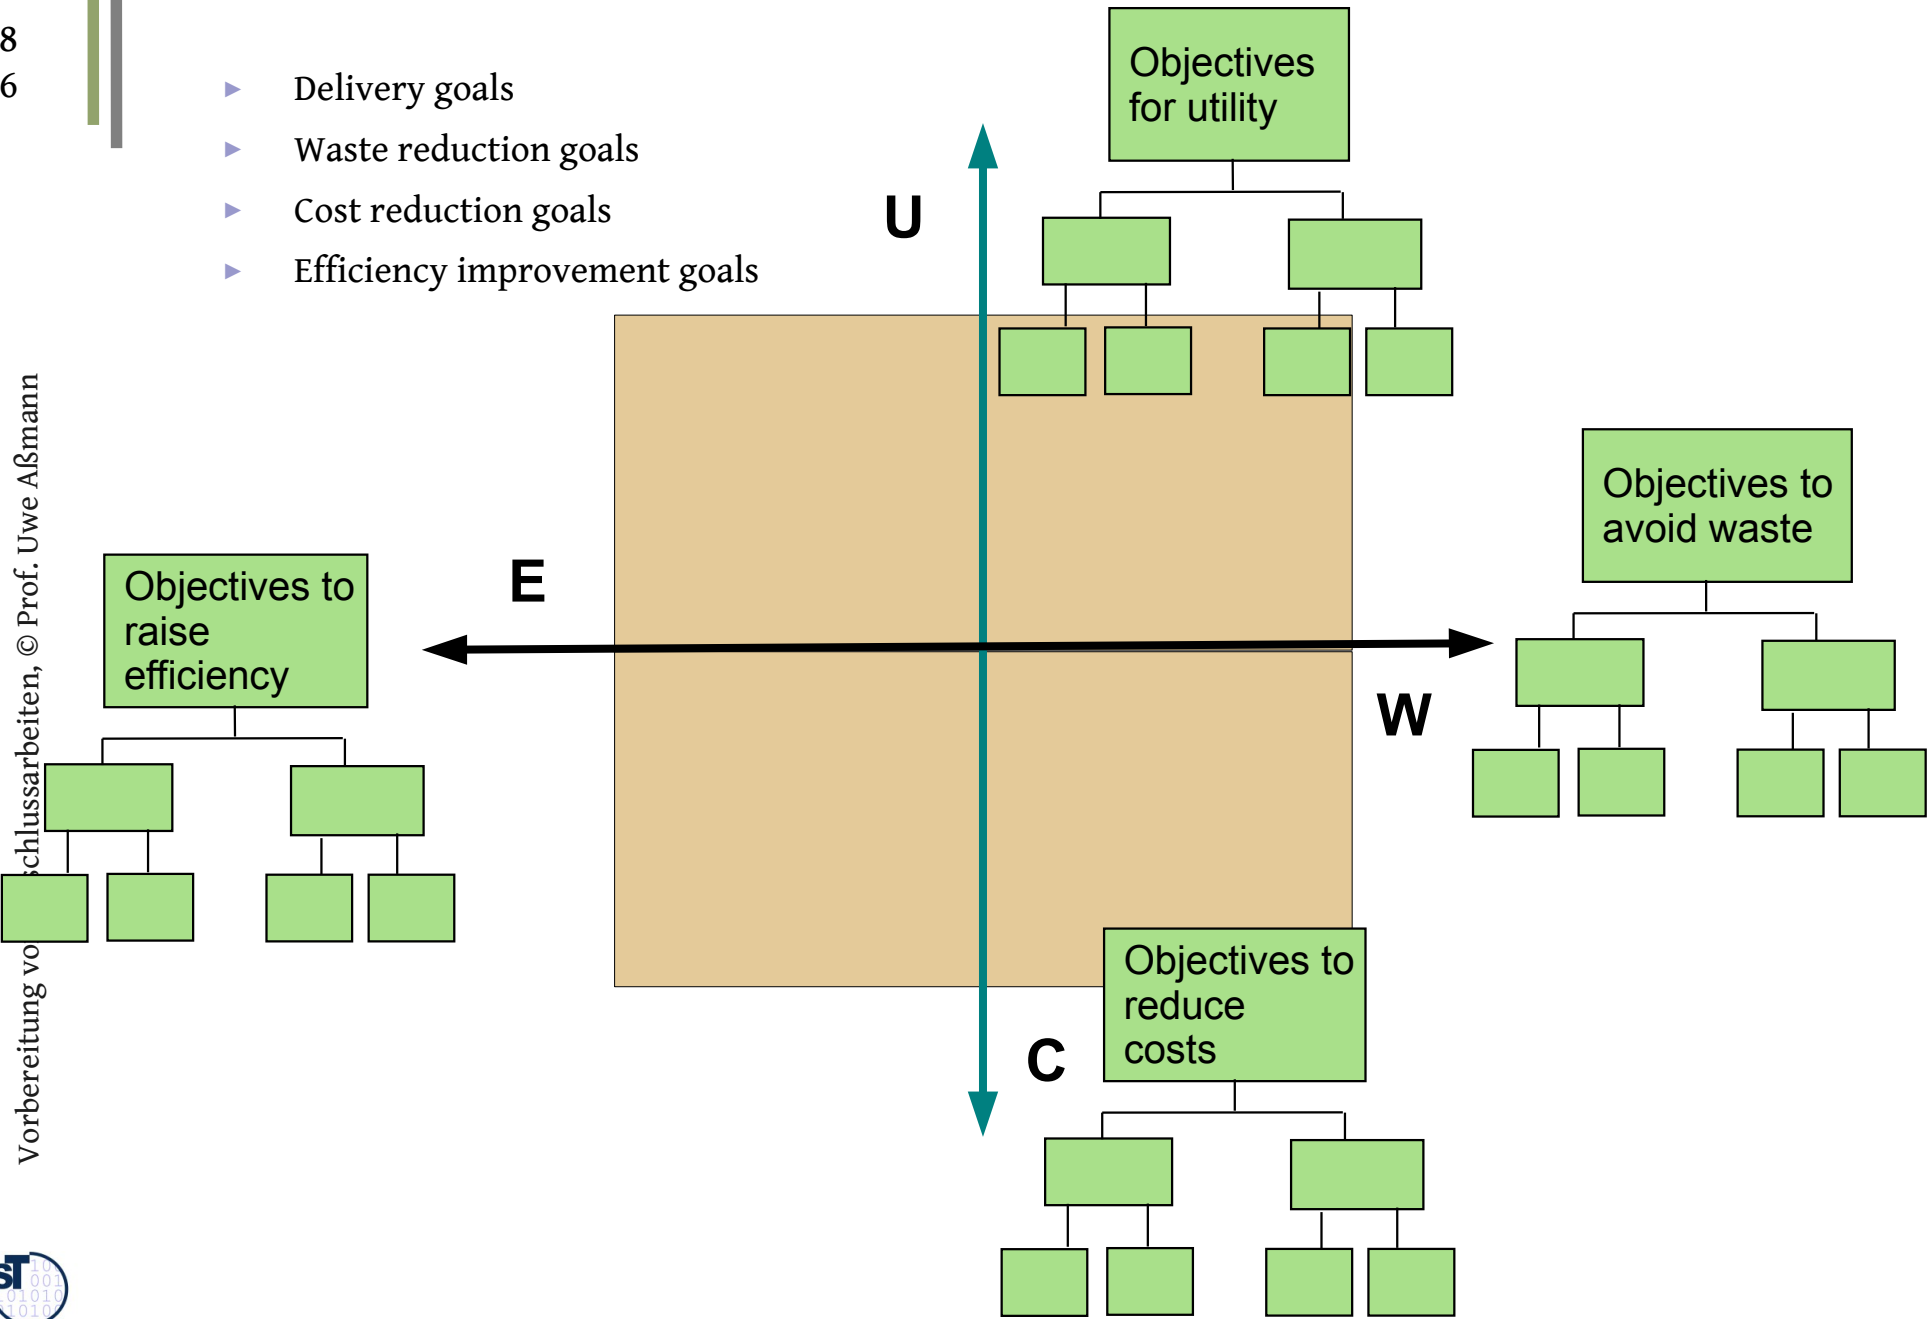 8
6
Delivery goals
Waste reduction goals
Cost reduction goals
Efficiency improvement goals
Objectives
for utility
U
Objectives to
avoid waste
E
Objectives to
raise
efficiency
W
Objectives to
reduce
costs
C
Vorbereitung vo
schlussarbeiten, © Prof. Uwe Aßmann
sT